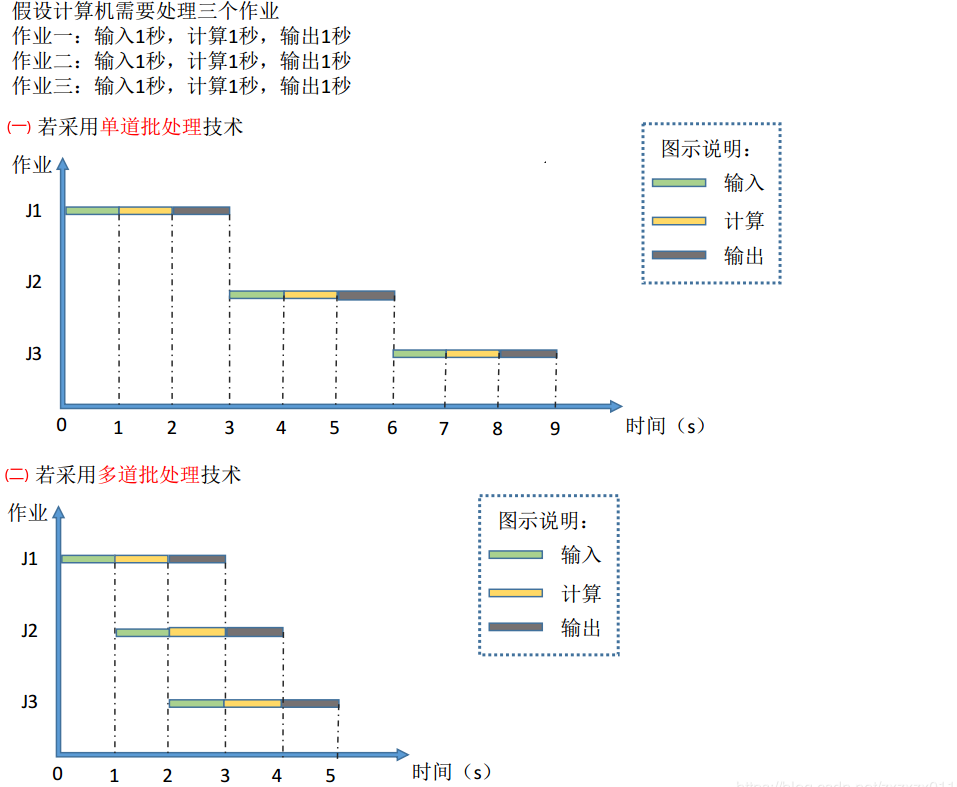 假设计算机需要处理三个作业
作业一：输入1秒，计算1秒，输出1秒
作业二：输入1秒，计算1秒，输出1秒
作业三：输入1秒，计算1秒，输出1秒
㈠ 若采用单道批处理技术
作业
J1
J2
J3
0 1 2 3 4 5 6 7 8 9 时间（s）
图示说明：
输入
计算
输出
㈡ 若采用多道批处理技术
作业
J1
J2
J3
0 1 2 3 4 5 时间（s）
图示说明：
输入
计算
输出